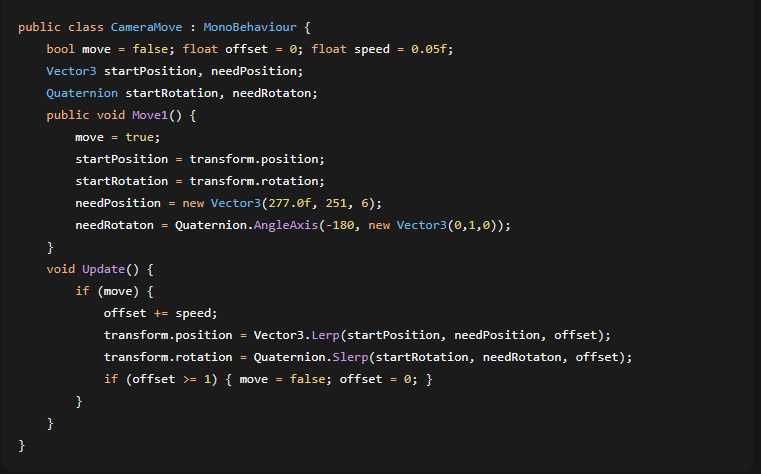 public class CameraMove : MonoBehaviour {
bool move = false; float offset = 0; float speed = 0.05f;
Vector3 startPosition, needPosition;
Quaternion startRotation, needRotaton;
public void Move1() {
move = true;
startPosition = transform.position;
startRotation = transform.rotation;
needPosition = new Vector3(277.0f, 251, 6);
needRotaton = Quaternion.AngleAxis(-180, new Vector3(0,1,0));
}
void Update() {
if (move) {
offset += speed;
transform.position = Vector3.Lerp(startPosition, needPosition, offset);
transform.rotation = Quaternion.Slerp(startRotation, needRotaton, offset);
if (offset >= 1) { move = false; offset = 0; }
}
}
}